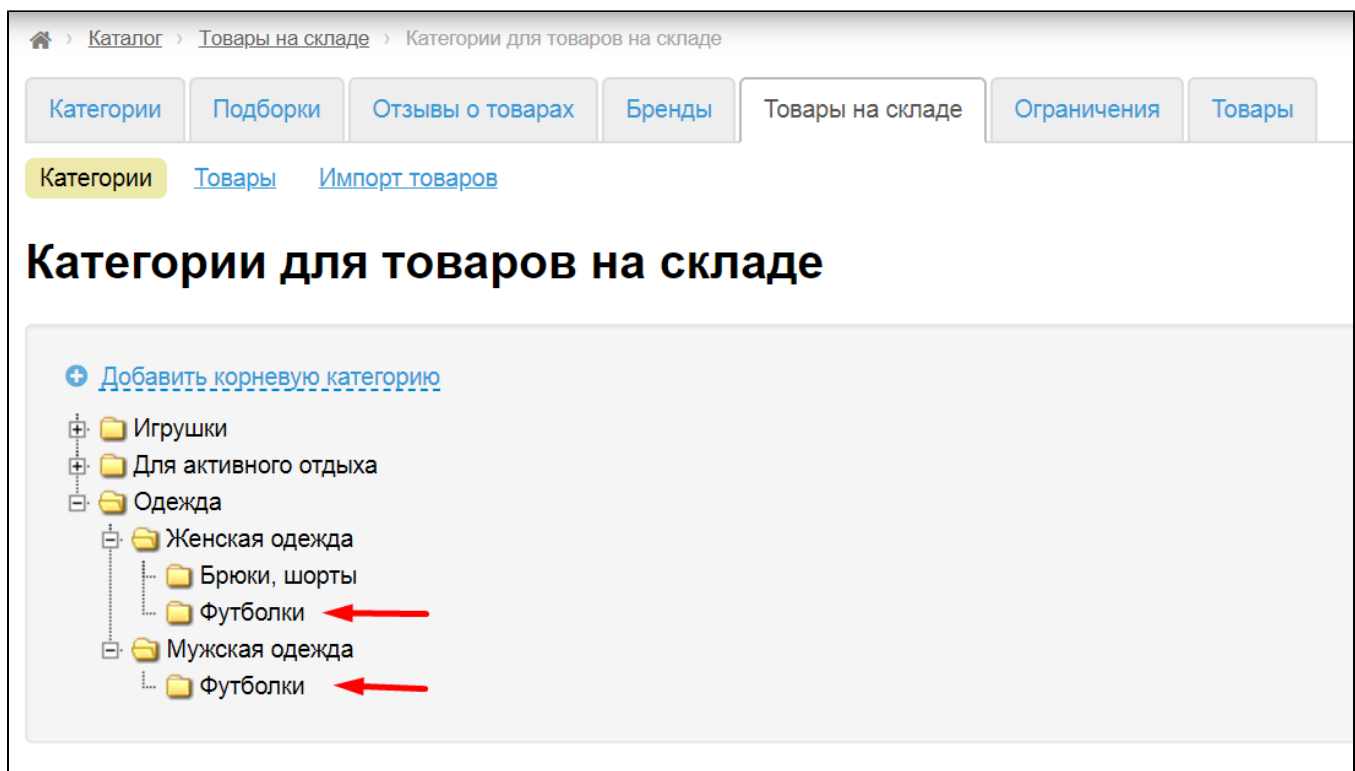 Каталог › Товары на складе › Категории для товаров на складе
Категории Подборки Отзывы о товарах Бренды Товары на складе Ограничения Товары
Категории Товары Импорт товаров
Категории для товаров на складе
Добавить корневую категорию
Игрушки
Для активного отдыха
Одежда
Женская одежда
Брюки, шорты
Футболки
Мужская одежда
Футболки